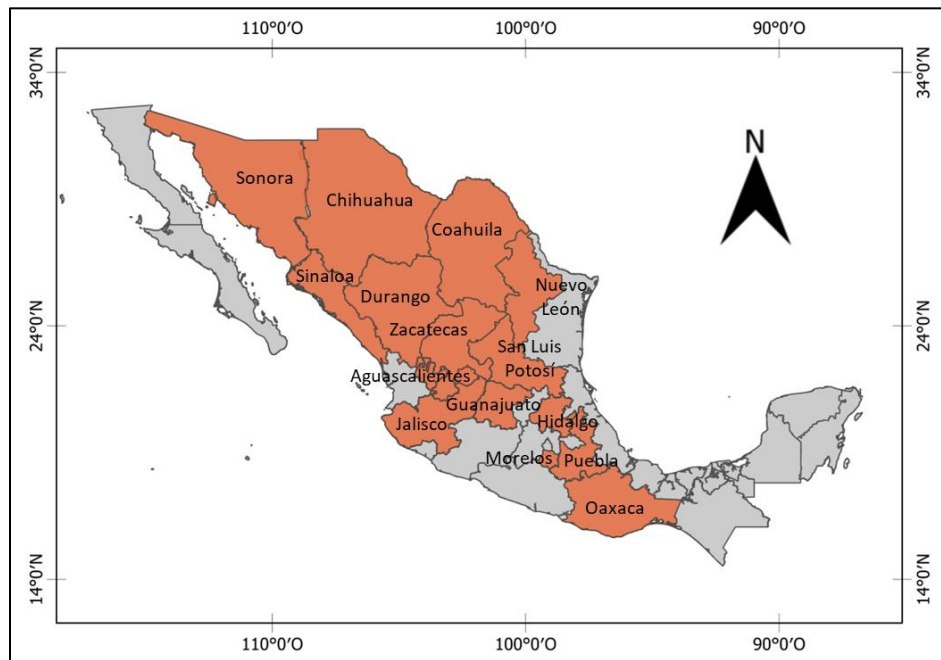 110°0'O 100°0'O 90°0'O
34°0'N 34°0'N
N
Sonora
Chihuahua
Coahuila
Sinaloa
Nuevo
León
Durango
24°0'N 24°0'N
Zacatecas
San Luis
Potosí
Aguascalientes
Guanajuato
Jalisco
Hidalgo
Morelos
Puebla
Oaxaca
14°0'N 14°0'N
110°0'O 100°0'O 90°0'O